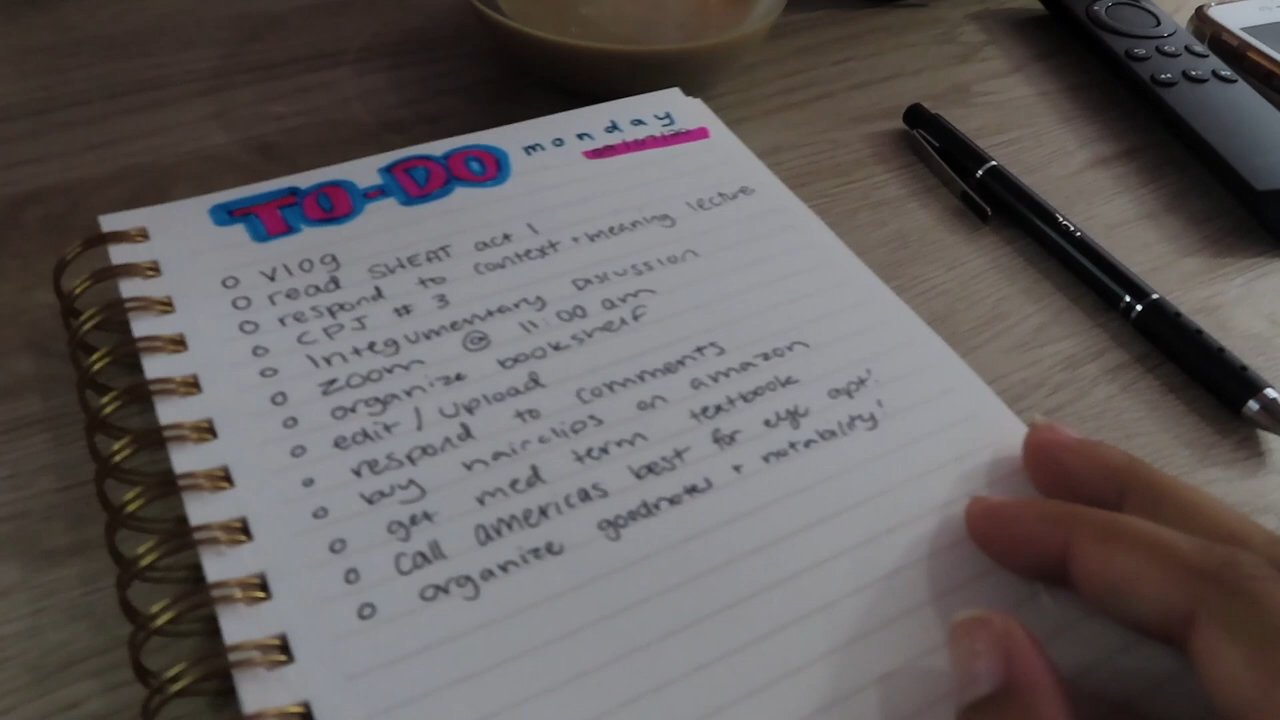 TO-DO monday
vlog
read SWEAT act 1
respond to context + meaning lecture
CPJ # 3
Integumentary Discussion
zoom @ 11:00 am
organize bookshelf
edit / upload
respond to comments
buy hairclips on amazon
get med term textbook
call americas best for eye apt!
organize goodnotes + notability!